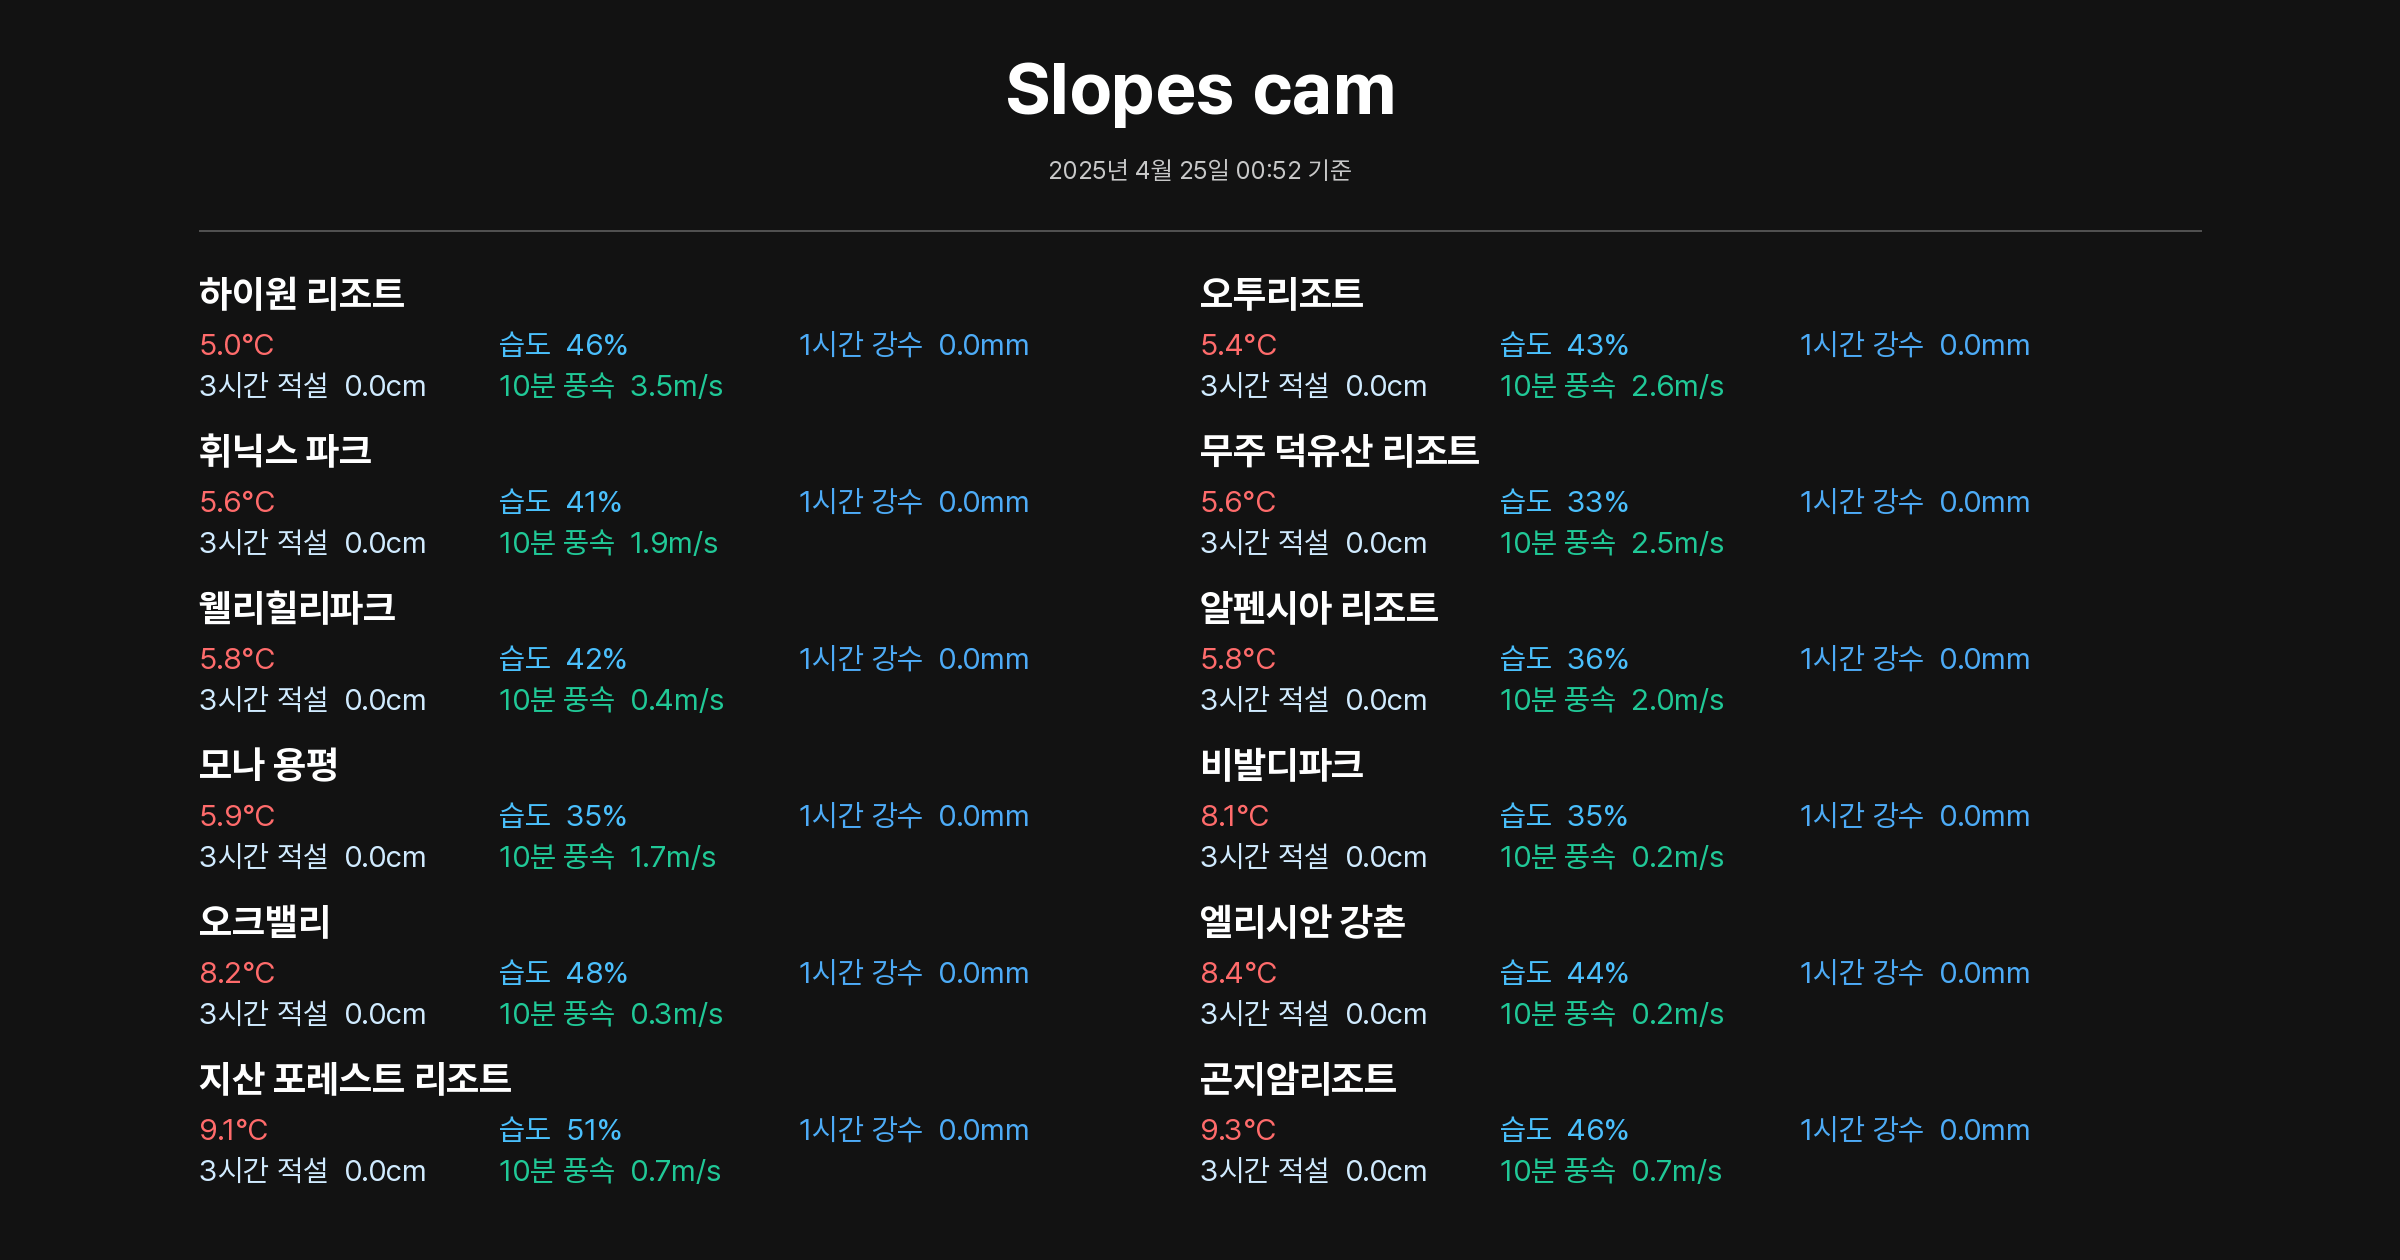 Slopes cam
2025년 4월 25일 00:52 기준
하이원 리조트
5.0°C 습도 46% 1시간 강수 0.0mm
3시간 적설 0.0cm 10분 풍속 3.5m/s
오투리조트
5.4°C 습도 43% 1시간 강수 0.0mm
3시간 적설 0.0cm 10분 풍속 2.6m/s
휘닉스 파크
5.6°C 습도 41% 1시간 강수 0.0mm
3시간 적설 0.0cm 10분 풍속 1.9m/s
무주 덕유산 리조트
5.6°C 습도 33% 1시간 강수 0.0mm
3시간 적설 0.0cm 10분 풍속 2.5m/s
웰리힐리파크
5.8°C 습도 42% 1시간 강수 0.0mm
3시간 적설 0.0cm 10분 풍속 0.4m/s
알펜시아 리조트
5.8°C 습도 36% 1시간 강수 0.0mm
3시간 적설 0.0cm 10분 풍속 2.0m/s
모나 용평
5.9°C 습도 35% 1시간 강수 0.0mm
3시간 적설 0.0cm 10분 풍속 1.7m/s
비발디파크
8.1°C 습도 35% 1시간 강수 0.0mm
3시간 적설 0.0cm 10분 풍속 0.2m/s
오크밸리
8.2°C 습도 48% 1시간 강수 0.0mm
3시간 적설 0.0cm 10분 풍속 0.3m/s
엘리시안 강촌
8.4°C 습도 44% 1시간 강수 0.0mm
3시간 적설 0.0cm 10분 풍속 0.2m/s
지산 포레스트 리조트
9.1°C 습도 51% 1시간 강수 0.0mm
3시간 적설 0.0cm 10분 풍속 0.7m/s
곤지암리조트
9.3°C 습도 46% 1시간 강수 0.0mm
3시간 적설 0.0cm 10분 풍속 0.7m/s